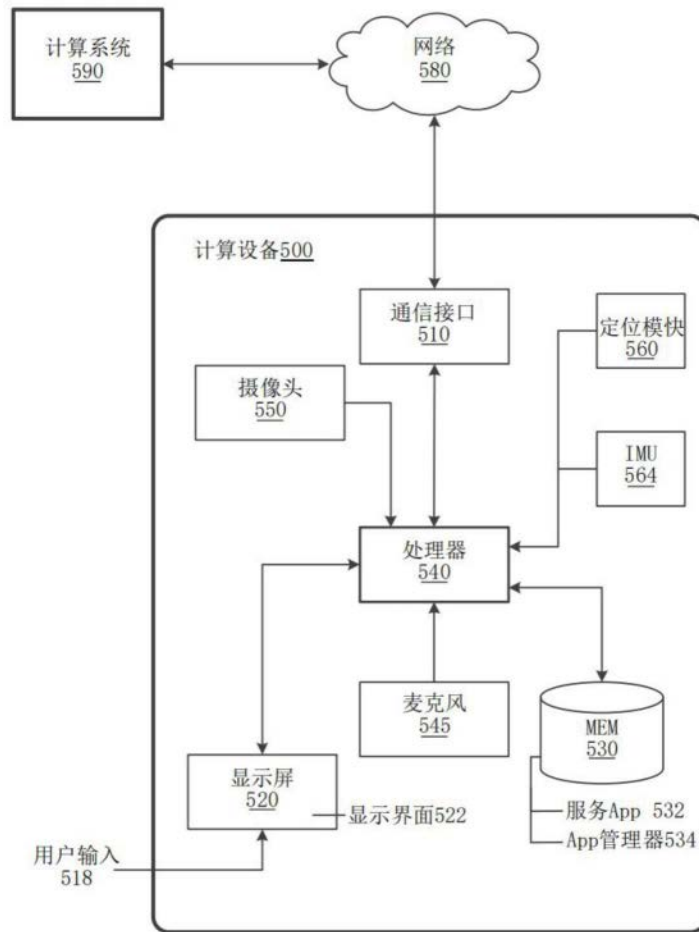 计算系统
590
网络
580
计算设备500
通信接口
510
定位模快
560
摄像头
550
IMU
564
处理器
540
麦克风
545
MEM
530
显示屏
520
显示界面522
服务App 532
App管理器534
用户输入
518